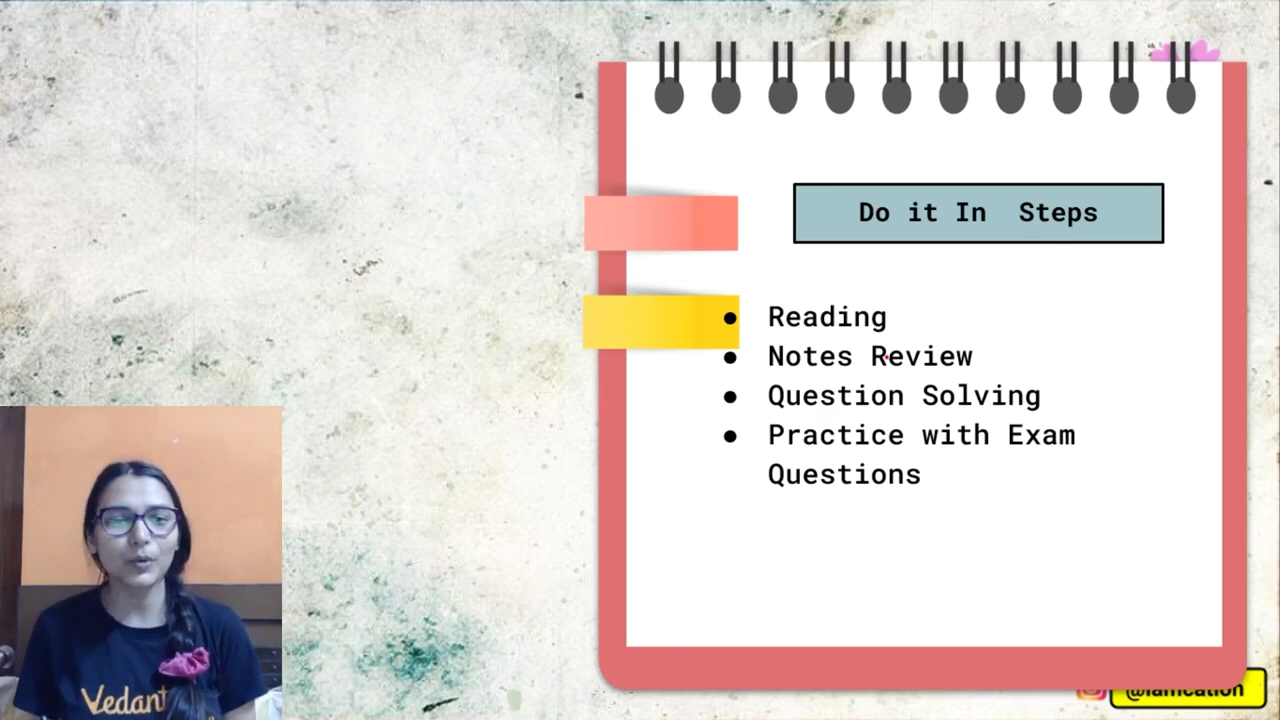 Do it In Steps
● Reading
● Notes Review
● Question Solving
● Practice with Exam
Questions
Vedant